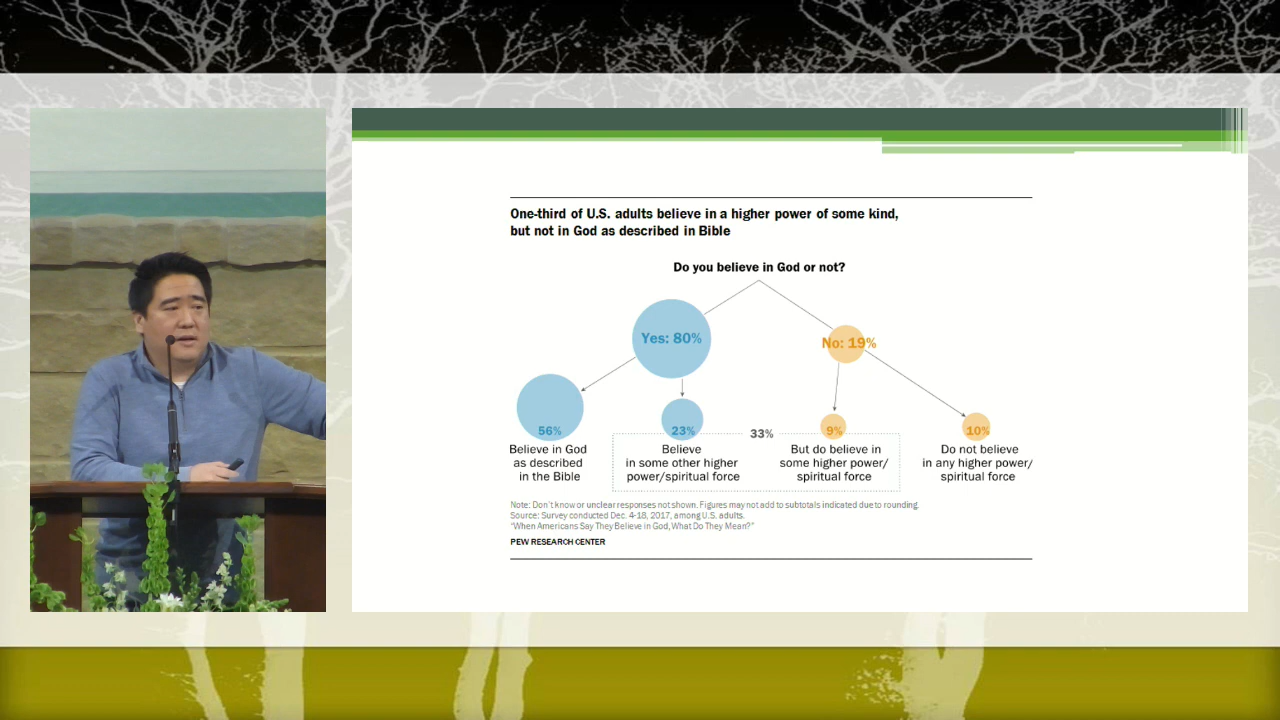 One-third of U.S. adults believe in a higher power of some kind,
but not in God as described in Bible
Do you believe in God or not?
Yes: 80%
No: 19%
56%
23%
33%
9%
10%
Believe in God
as described
in the Bible
Believe
in some other higher
power/spiritual force
But do believe in
some higher power/
spiritual force
Do not believe
in any higher power/
spiritual force
Note: Don't know or unclear responses not shown. Figures may not add to subtotals indicated due to rounding.
Source: Survey conducted Dec. 4-18, 2017, among U.S. adults.
"When Americans Say They Believe in God, What Do They Mean?"
PEW RESEARCH CENTER